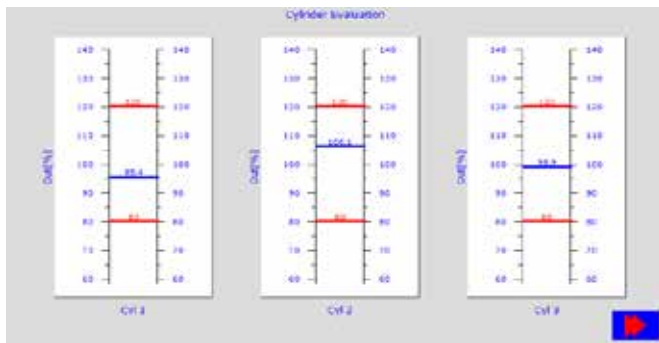 Cylinder Evaluation
140 140 140 140 140 140
130 130 130 130 130 130
120 120 120 120 120 120 120 120 120
110 110 110 110 110 110
106.1
100 100 100 100 100 100
95.4
90 90 90 90 90 90
80 80 80 80 80 80 80 80 80
70 70 70 70 70 70
60 60 60 60 60 60
Cyl 1 Cyl 2 Cyl 3